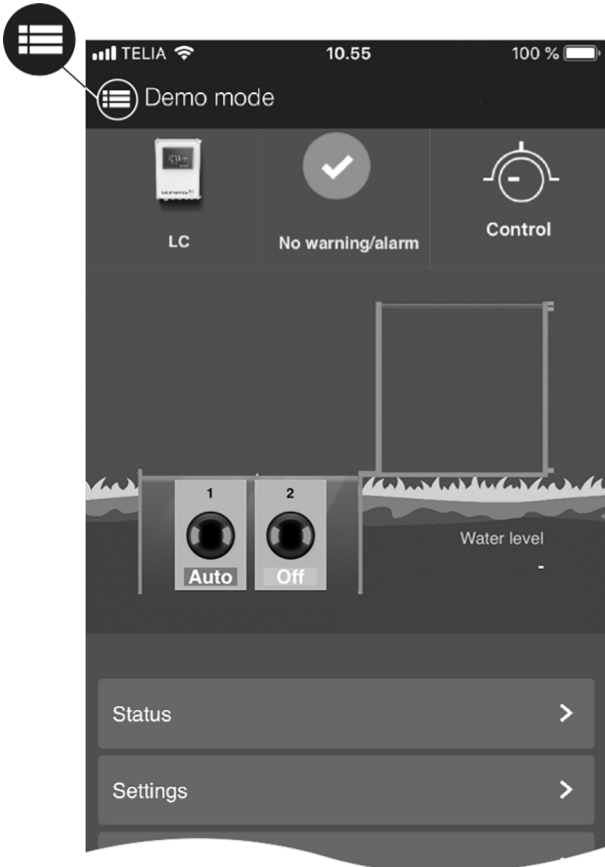 TELIA 10.55 100 %
Demo mode
LC
No warning/alarm
Control
1 2
Auto Off
Water level
-
Status
Settings